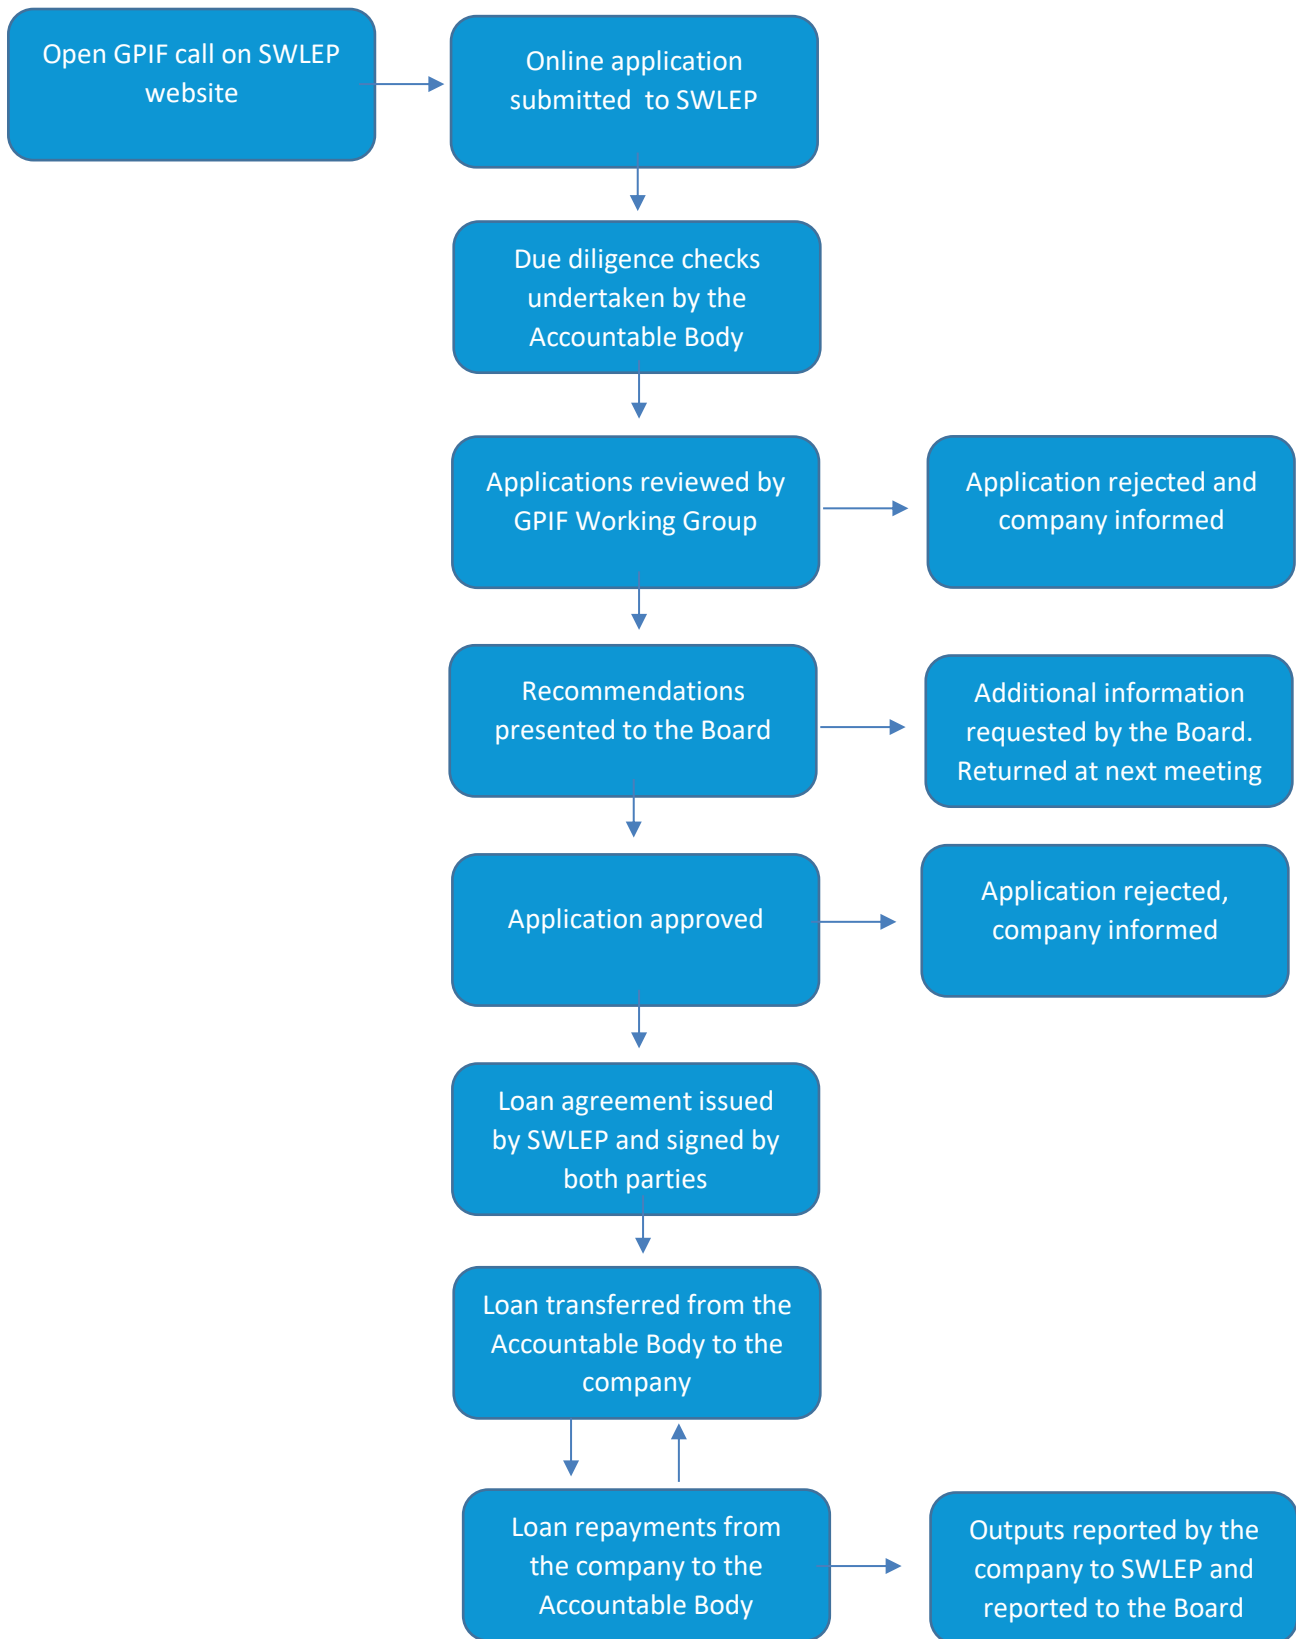 Open GPIF call on SWLEP
website
Online application
submitted  to SWLEP
Due diligence checks
undertaken by the
Accountable Body
Applications reviewed by
GPIF Working Group
Application rejected and
company informed
Recommendations
presented to the Board
Additional information
requested by the Board.
Returned at next meeting
Application approved
Application rejected,
company informed
Loan agreement issued
by SWLEP and signed by
both parties
Loan transferred from the
Accountable Body to the
company
Loan repayments from
the company to the
Accountable Body
Outputs reported by the
company to SWLEP and
reported to the Board